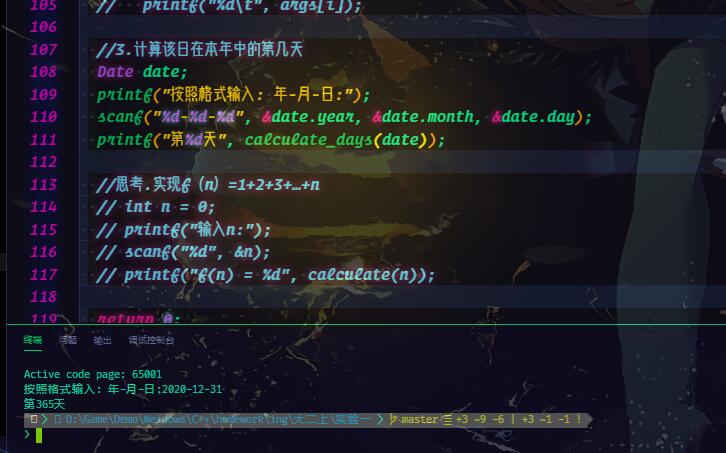 105 // printf("%d\t", args[i]);
106
107 //3.计算该日在本年中的第几天
108 Date date;
109 printf("按照格式输入: 年-月-日:");
110 scanf("%d-%d-%d", &date.year, &date.month, &date.day);
111 printf("第%d天", calculate_days(date));
112
113 //思考.实现f（n）=1+2+3+…+n
114 // int n = 0;
115 // printf("输入n:");
116 // scanf("%d", &n);
117 // printf("f(n) = %d", calculate(n));
118
119 return 0;
终端 问题 输出 调试控制台
Active code page: 65001
按照格式输入: 年-月-日:2020-12-31
第365天
D:\Game\Demo\Weidows\C++\homework\ing\大二上\实验一 master ≡ +3 ~9 -6 | +3 ~1 -1 !